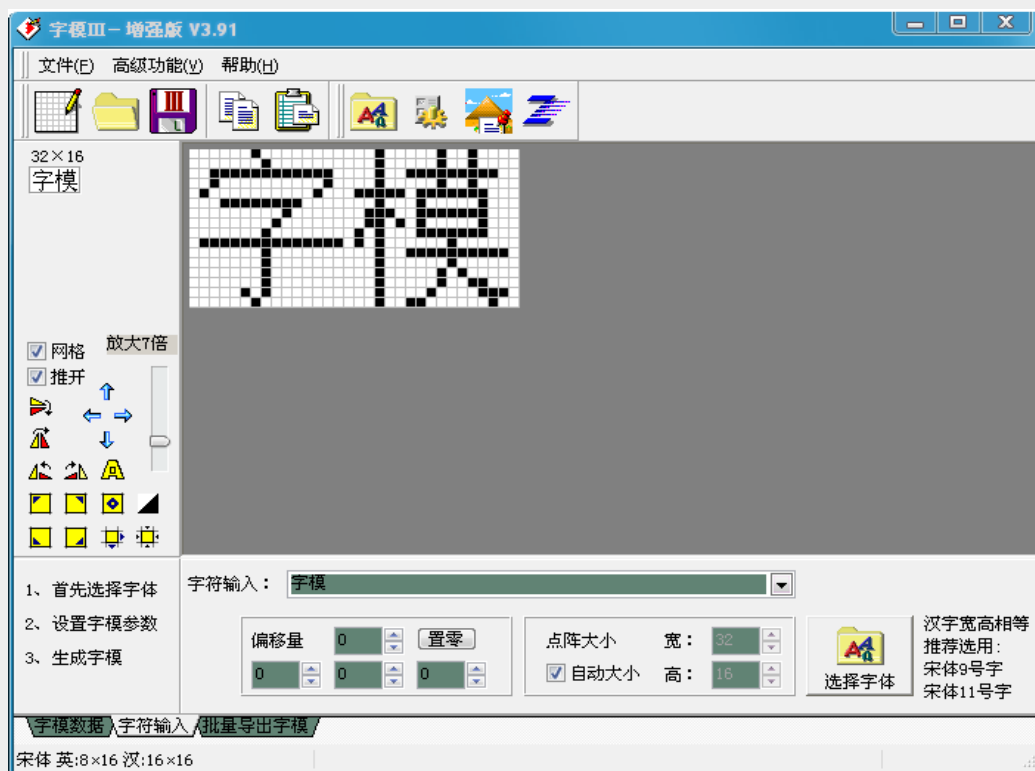 字模III－增强版 V3.91
文件(F) 高级功能(V) 帮助(H)
32×16
字模
字模
网格 放大7倍
推开
1、首先选择字体
2、设置字模参数
3、生成字模
字符输入： 字模
偏移量 0 置零
0 0 0
点阵大小 宽： 32
自动大小 高： 16
选择字体
汉字宽高相等
推荐选用：
宋体9号字
宋体11号字
字模数据 字符输入 批量导出字模
宋体 英:8×16 汉:16×16